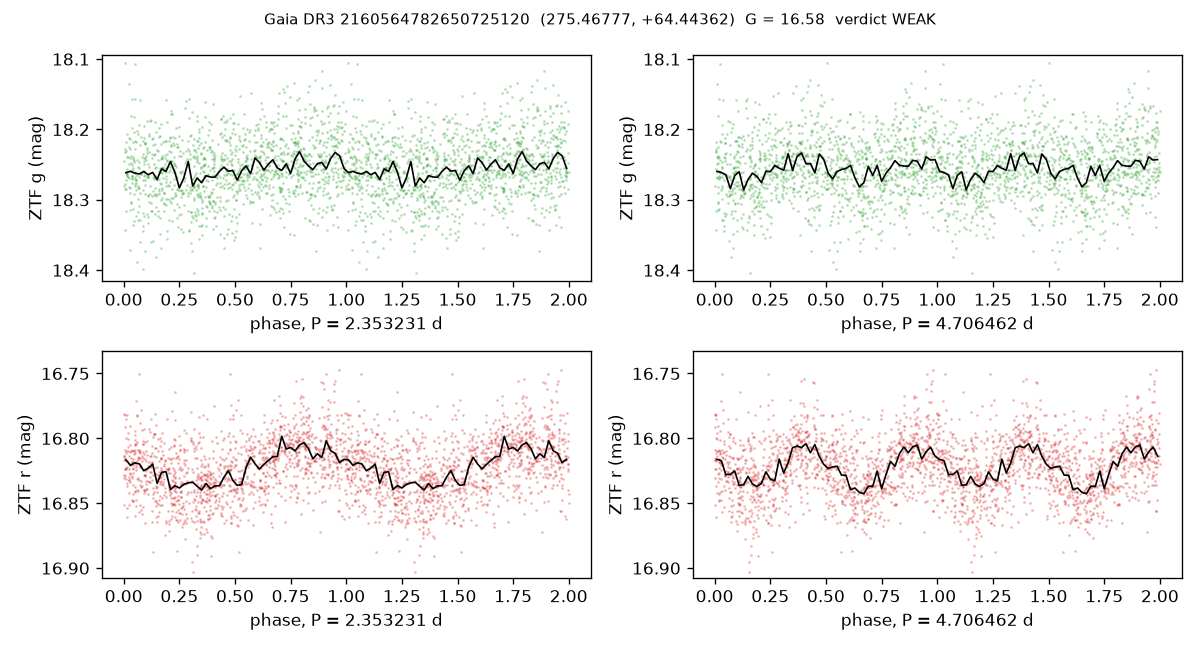 Gaia DR3 2160564782650725120 (275.46777, +64.44362) G = 16.58 verdict WEAK
18.1
18.2
18.3
18.4
ZTF g (mag)
0.00 0.25 0.50 0.75 1.00 1.25 1.50 1.75 2.00
phase, P = 2.353231 d
18.1
18.2
18.3
18.4
ZTF g (mag)
0.00 0.25 0.50 0.75 1.00 1.25 1.50 1.75 2.00
phase, P = 4.706462 d
16.75
16.80
16.85
16.90
ZTF r (mag)
0.00 0.25 0.50 0.75 1.00 1.25 1.50 1.75 2.00
phase, P = 2.353231 d
16.75
16.80
16.85
16.90
ZTF r (mag)
0.00 0.25 0.50 0.75 1.00 1.25 1.50 1.75 2.00
phase, P = 4.706462 d